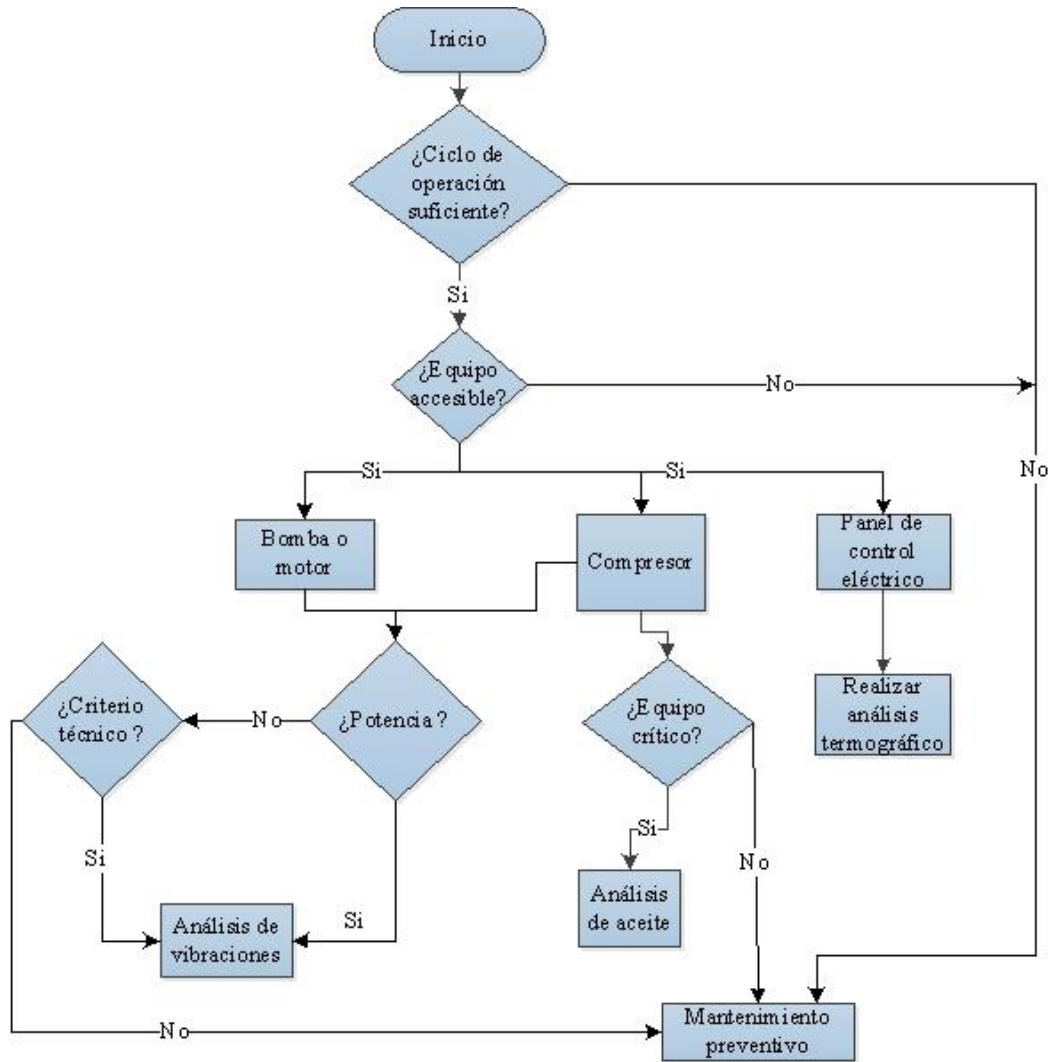 Inicio
¿Ciclo de
operación
suficiente?
Si
¿Equipo
accesible?
No
No
Si
Si
Bomba o
motor
Compresor
Panel de
control
eléctrico
¿Criterio
técnico?
No
¿Potencia?
¿Equipo
crítico?
Realizar
análisis
termográfico
Si
Si
Si
No
Análisis de
vibraciones
Análisis
de aceite
No
Mantenimiento
preventivo